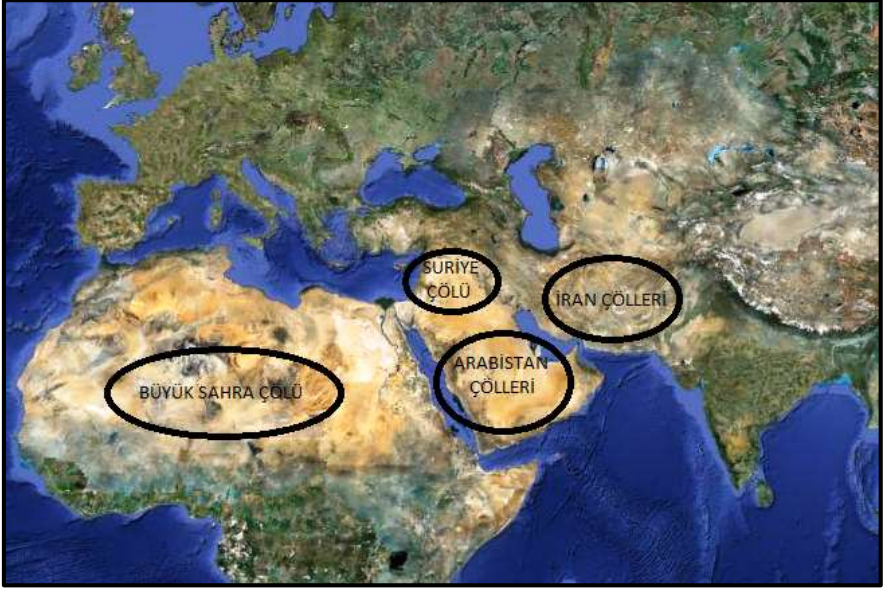 SURİYE
ÇÖLÜ
İRAN ÇÖLLERİ
ARABİSTAN
ÇÖLLERİ
BÜYÜK SAHRA ÇÖLÜ